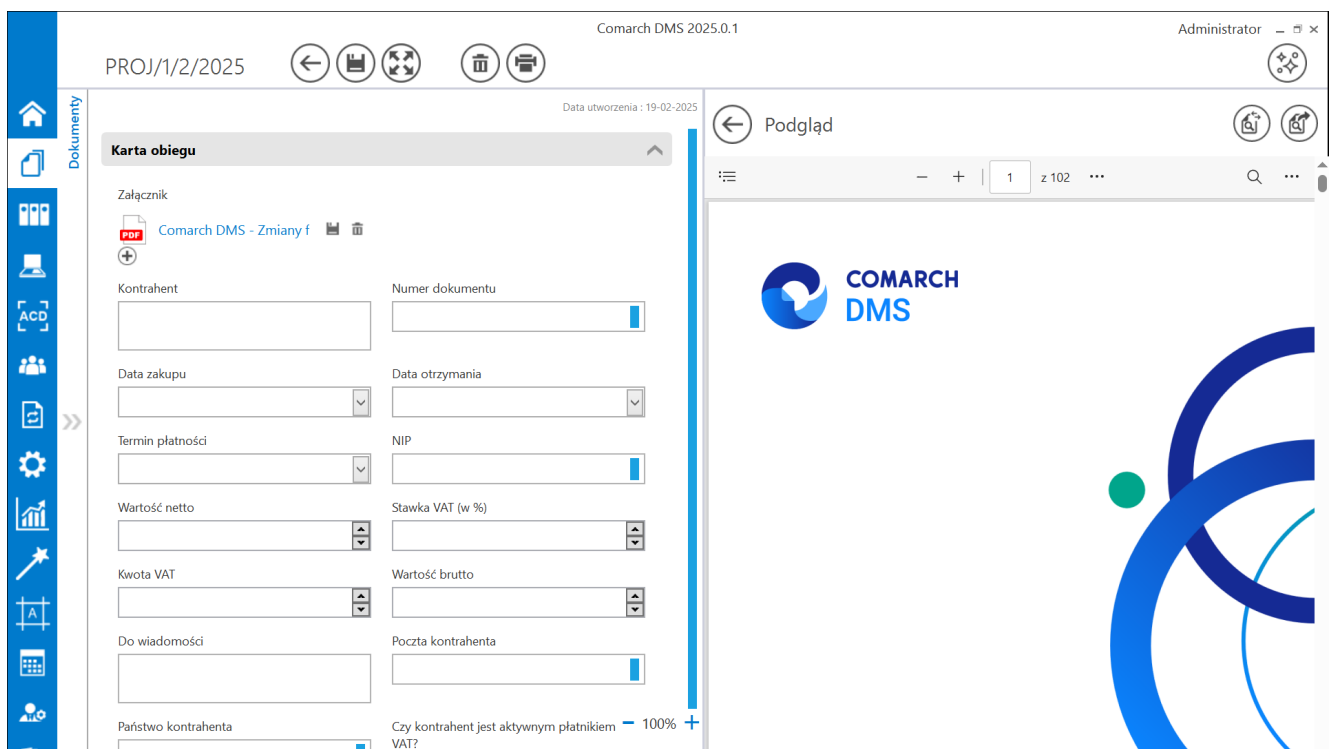 Comarch DMS 2025.0.1
Administrator
PROJ/1/2/2025
Dokumenty
Data utworzenia : 19-02-2025
Karta obiegu
Załącznik
PDF
Comarch DMS - Zmiany f
Kontrahent
Numer dokumentu
Data zakupu
Data otrzymania
Termin płatności
NIP
Wartość netto
Stawka VAT (w %)
Kwota VAT
Wartość brutto
Do wiadomości
Poczta kontrahenta
Państwo kontrahenta
Czy kontrahent jest aktywnym płatnikiem
VAT?
100%
ACD
A
Podgląd
1
z 102
COMARCH
DMS